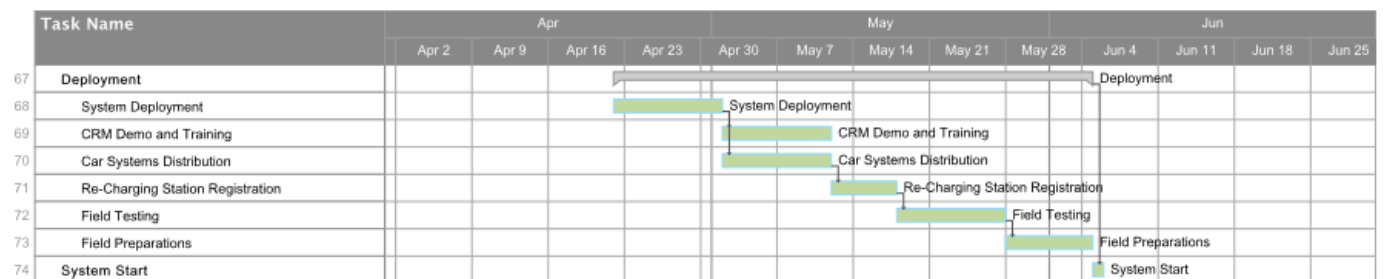 Task Name Apr May Jun
Apr 2 Apr 9 Apr 16 Apr 23 Apr 30 May 7 May 14 May 21 May 28 Jun 4 Jun 11 Jun 18 Jun 25
67 Deployment Deployment
68 System Deployment System Deployment
69 CRM Demo and Training CRM Demo and Training
70 Car Systems Distribution Car Systems Distribution
71 Re-Charging Station Registration Re-Charging Station Registration
72 Field Testing Field Testing
73 Field Preparations Field Preparations
74 System Start System Start